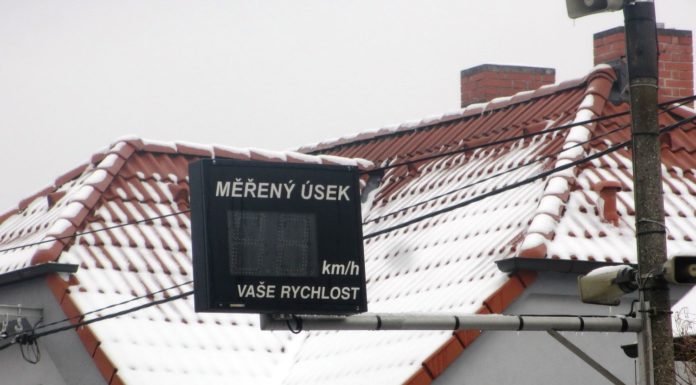 MĚŘENÝ ÚSEK
km/h
VAŠE RYCHLOST